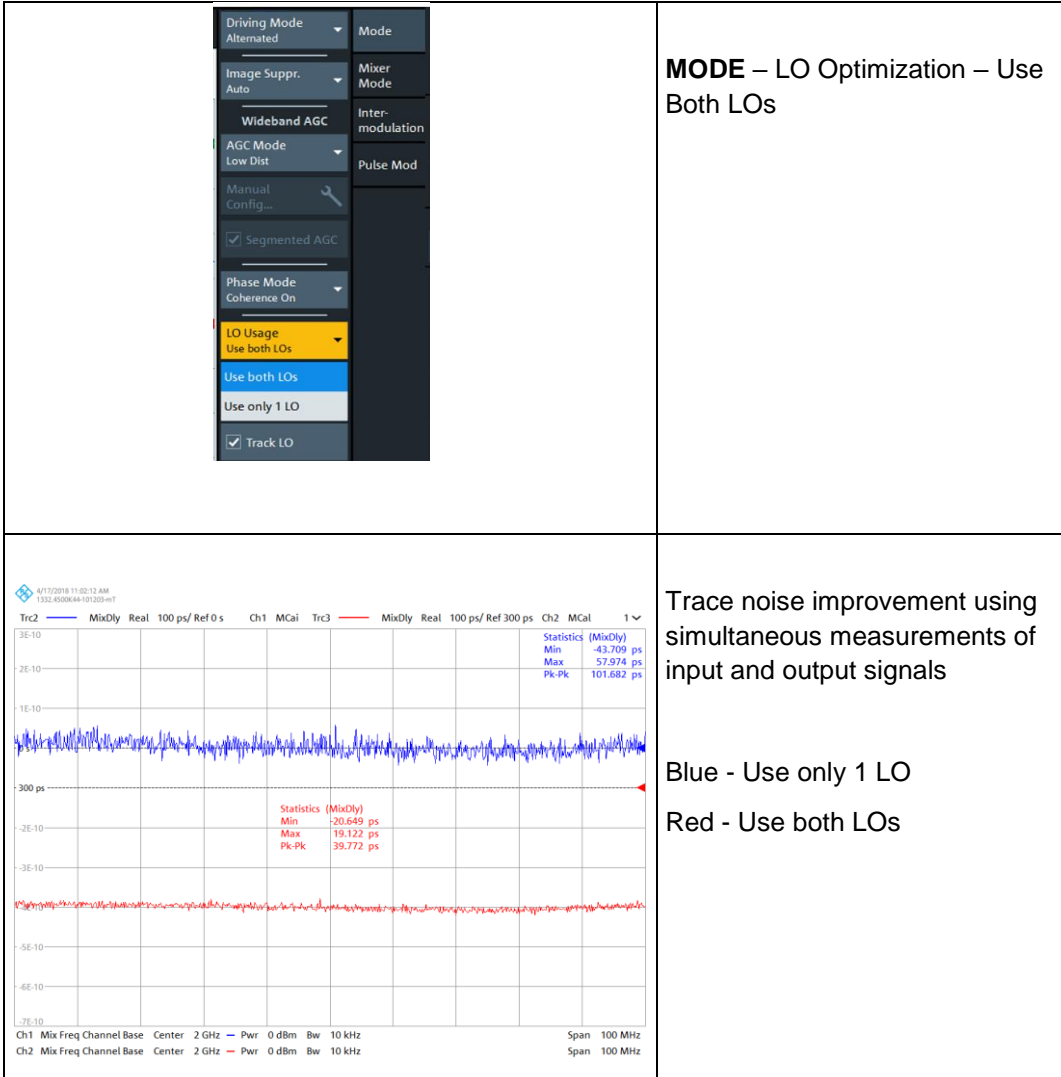 Driving Mode
Alternated
Mode
Image Suppr.
Auto
Mixer
Mode
Wideband AGC
Inter-
modulation
AGC Mode
Low Dist
Pulse Mod
Manual
Config...
Segmented AGC
Phase Mode
Coherence On
LO Usage
Use both LOs
Use both LOs
Use only 1 LO
Track LO
MODE – LO Optimization – Use
Both LOs
4/17/2018 11:02:12 AM
1332.4500K44-101203-mT
Trc2 MixDly Real 100 ps/ Ref 0 s Ch1 MCai Trc3 MixDly Real 100 ps/ Ref 300 ps Ch2 MCal 1
3E-10
Statistics (MixDly)
Min -43.709 ps
Max 57.974 ps
Pk-Pk 101.682 ps
2E-10
1E-10
300 ps
Statistics (MixDly)
Min -20.649 ps
Max 19.122 ps
Pk-Pk 39.772 ps
-2E-10
-3E-10
-5E-10
-6E-10
-7E-10
Ch1 Mix Freq Channel Base Center 2 GHz — Pwr 0 dBm Bw 10 kHz Span 100 MHz
Ch2 Mix Freq Channel Base Center 2 GHz — Pwr 0 dBm Bw 10 kHz Span 100 MHz
Trace noise improvement using
simultaneous measurements of
input and output signals
Blue - Use only 1 LO
Red - Use both LOs